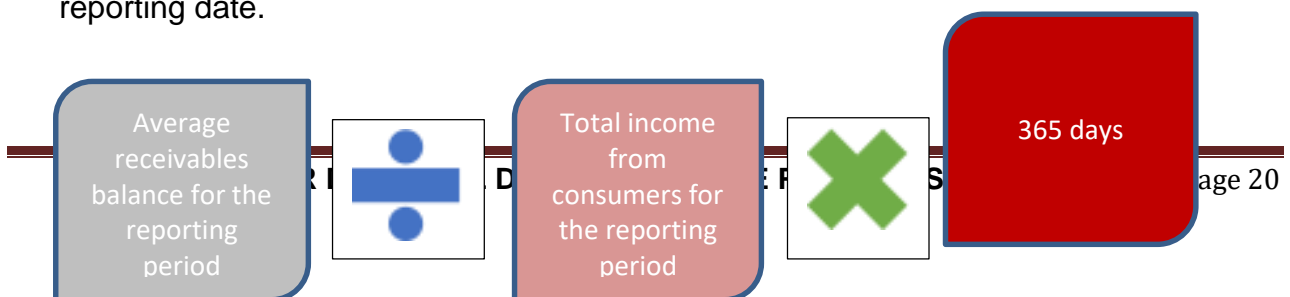 reporting date.
Average
receivables
balance for the
reporting
period
Total income
from
consumers for
the reporting
period
365 days
age 20